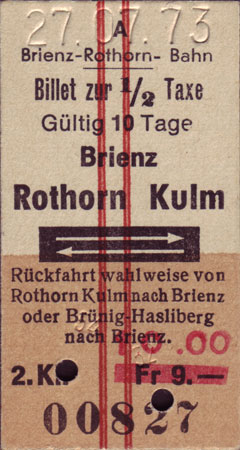 27.07.73
A
Brienz-Rothorn- Bahn
Billet zur 1/2 Taxe
Gültig 10 Tage
Brienz
Rothorn Kulm
Rückfahrt wahlweise von
Rothorn Kulm nach Brienz
oder Brünig-Hasliberg
nach Brienz.
.00
2. Kl.
Fr 9.—
00827